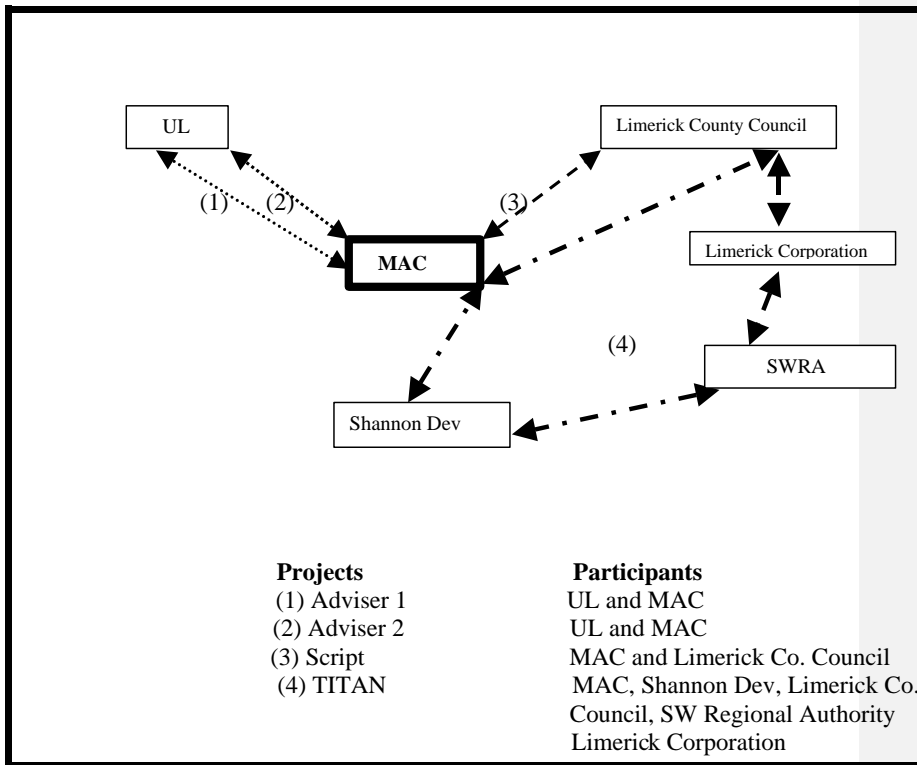 UL
Limerick County Council
(1)
(2)
(3)
MAC
Limerick Corporation
(4)
SWRA
Shannon Dev
Projects Participants
(1) Adviser 1 UL and MAC
(2) Adviser 2 UL and MAC
(3) Script MAC and Limerick Co. Council
(4) TITAN MAC, Shannon Dev, Limerick Co.
Council, SW Regional Authority
Limerick Corporation